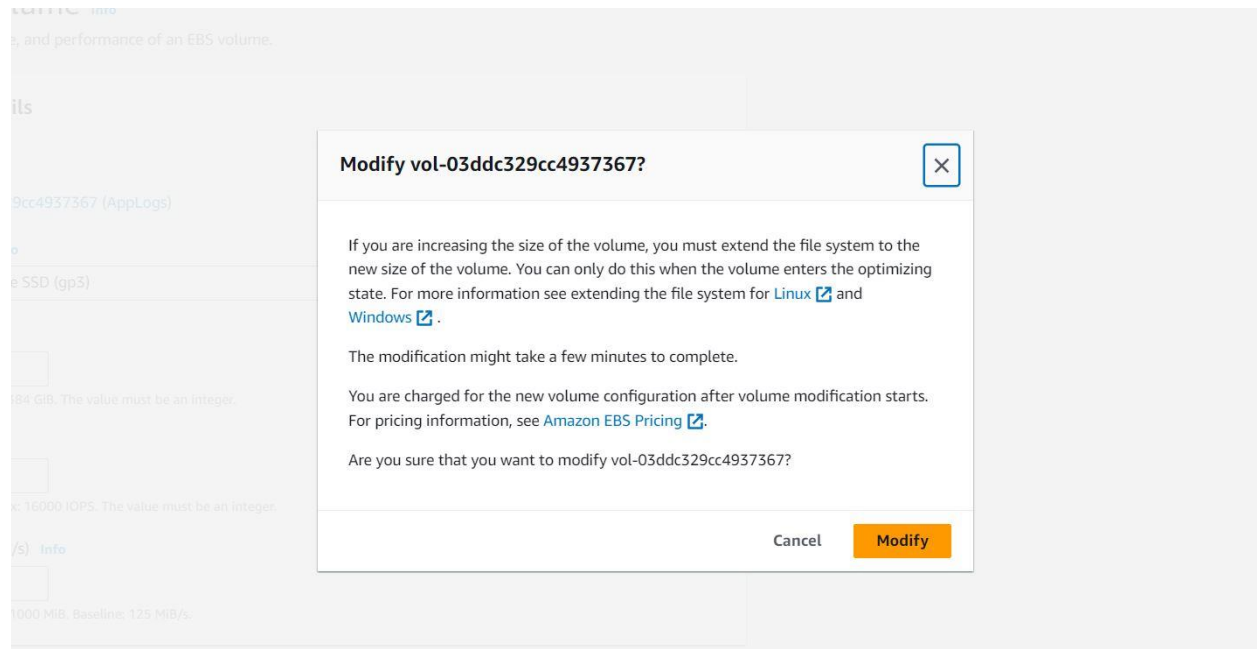 Info
e, and performance of an EBS volume.
ils
Modify vol-03ddc329cc4937367?
9cc4937367 (AppLogs)
If you are increasing the size of the volume, you must extend the file system to the
new size of the volume. You can only do this when the volume enters the optimizing
state. For more information see extending the file system for Linux and
Windows .
e SSD (gp3)
The modification might take a few minutes to complete.
You are charged for the new volume configuration after volume modification starts.
For pricing information, see Amazon EBS Pricing.
384 GiB. The value must be an integer.
Are you sure that you want to modify vol-03ddc329cc4937367?
x: 16000 IOPS. The value must be an integer.
Cancel Modify
/s) Info
1000 MiB. Baseline: 125 MiB/s.